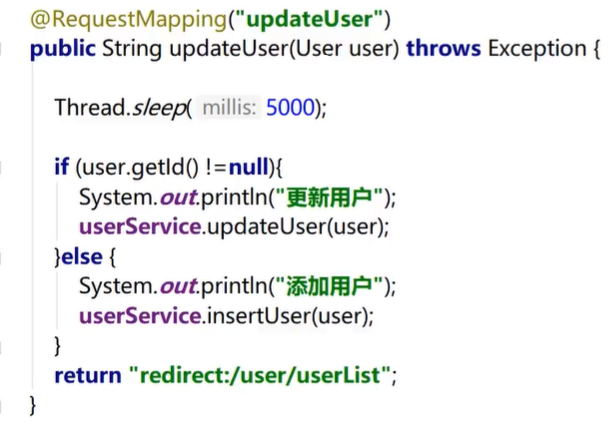 @RequestMapping("updateUser")
public String updateUser(User user) throws Exception {
Thread.sleep( millis: 5000);
if (user.getId() !=null){
System.out.println("更新用户");
userService.updateUser(user);
}else {
System.out.println("添加用户");
userService.insertUser(user);
}
return "redirect:/user/userList";
}